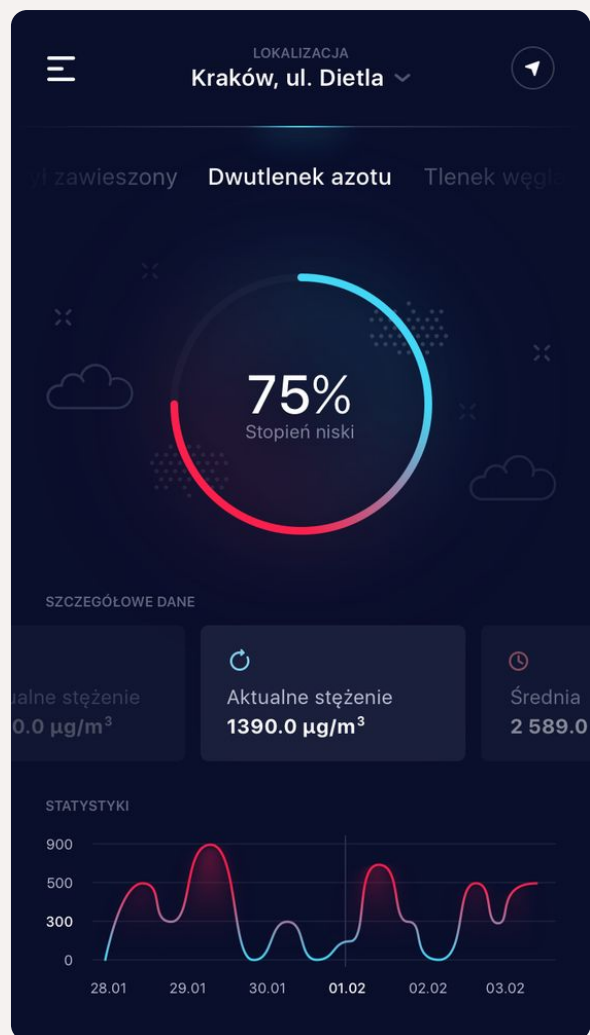 LOKALIZACJA
Kraków, ul. Dietla
zawieszony Dwutlenek azotu Tlenek węgla
75%
Stopień niski
SZCZEGÓŁOWE DANE
Aktualne stężenie Średnia
1390.0 µg/m³ 2 589.0
STATYSTYKI
900
500
300
0
28.01 29.01 30.01 01.02 02.02 03.02